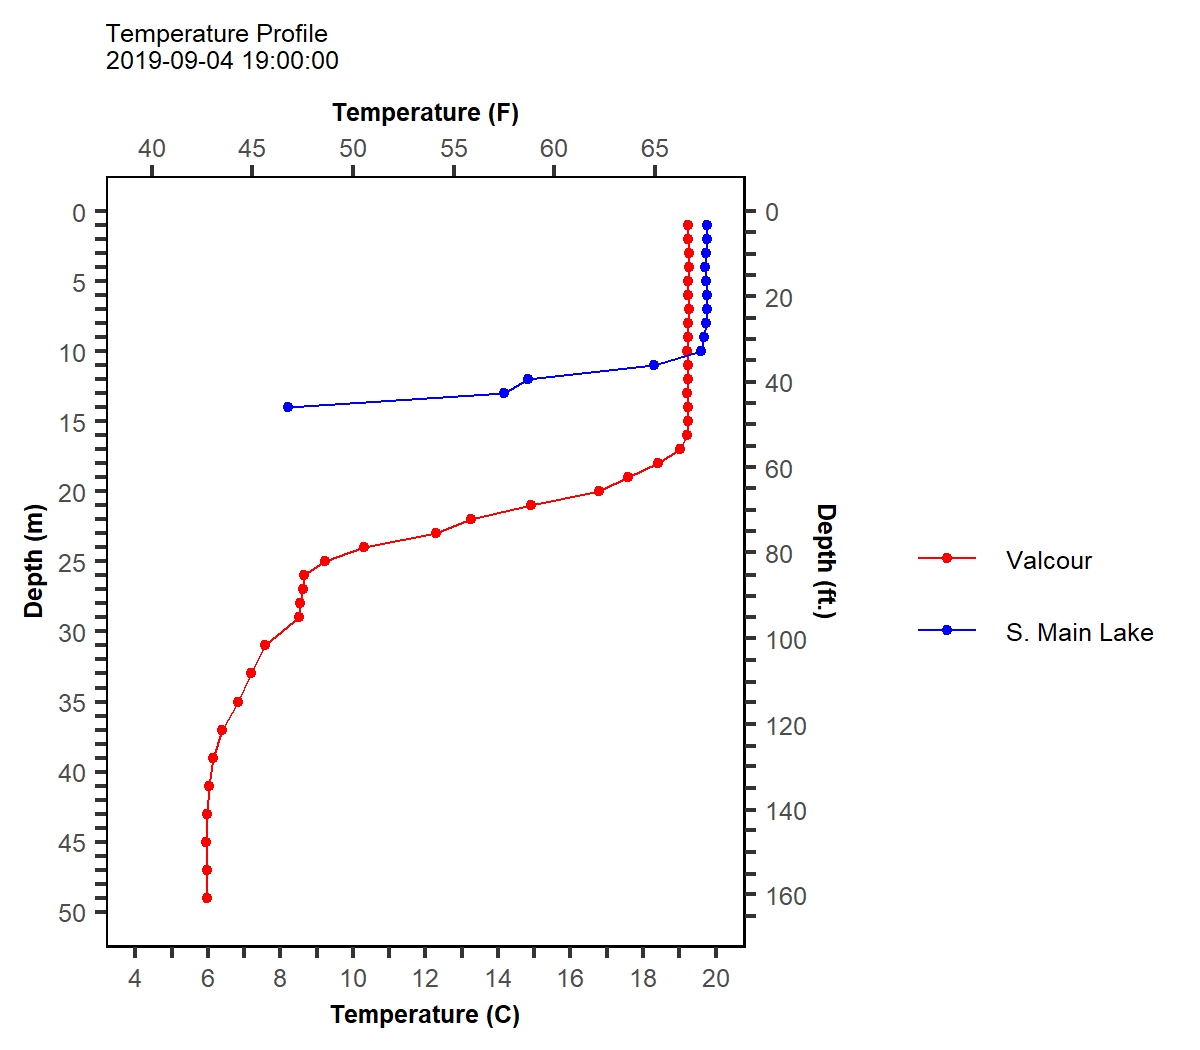 Temperature Profile
2019-09-04 19:00:00
Temperature (F)
40 45 50 55 60 65
0
5
10
15
20
25
30
35
40
45
50
Depth (m)
0
20
40
60
80
100
120
140
160
Depth (ft.)
Valcour
S. Main Lake
4 6 8 10 12 14 16 18 20
Temperature (C)